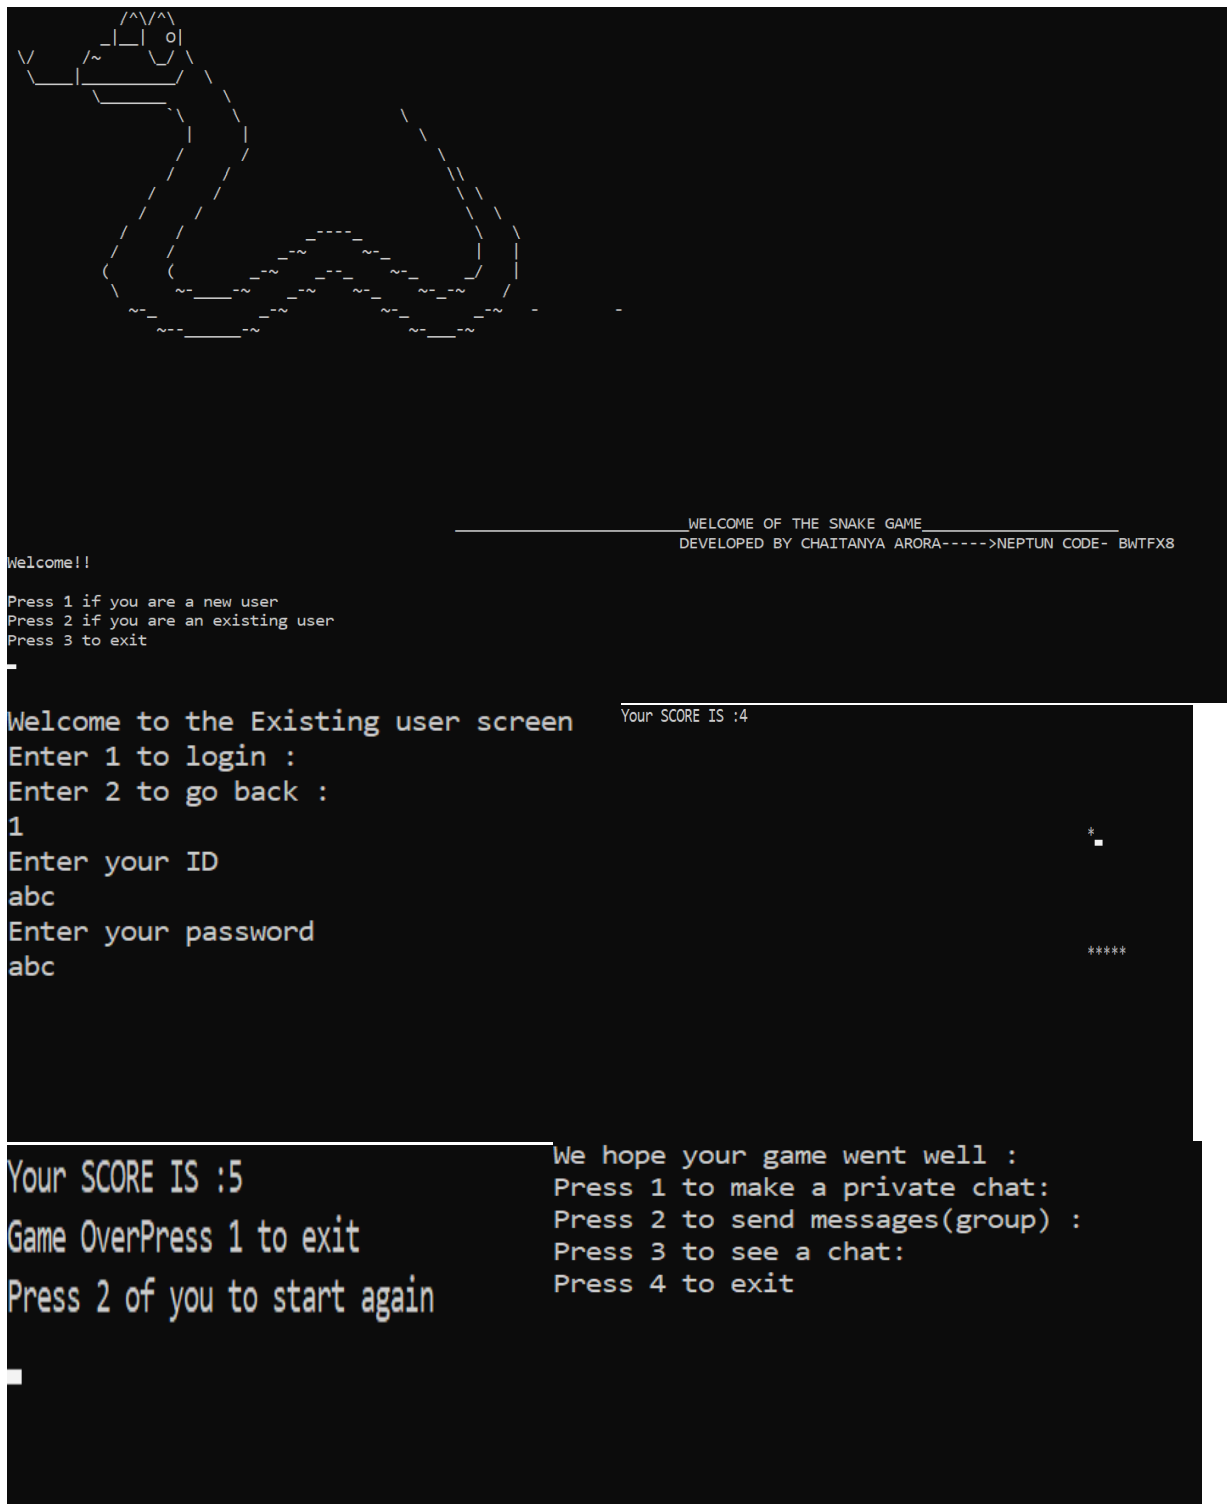 WELCOME OF THE SNAKE GAME
DEVELOPED BY CHAITANYA ARORA----->NEPTUN CODE- BWTFX8
Welcome!!
Press 1 if you are a new user
Press 2 if you are an existing user
Press 3 to exit
Welcome to the Existing user screen
Enter 1 to login :
Enter 2 to go back :
1
Enter your ID
abc
Enter your password
abc
Your SCORE IS :4
*
*****
Your SCORE IS :5
Game OverPress 1 to exit
Press 2 of you to start again
We hope your game went well :
Press 1 to make a private chat:
Press 2 to send messages(group) :
Press 3 to see a chat:
Press 4 to exit